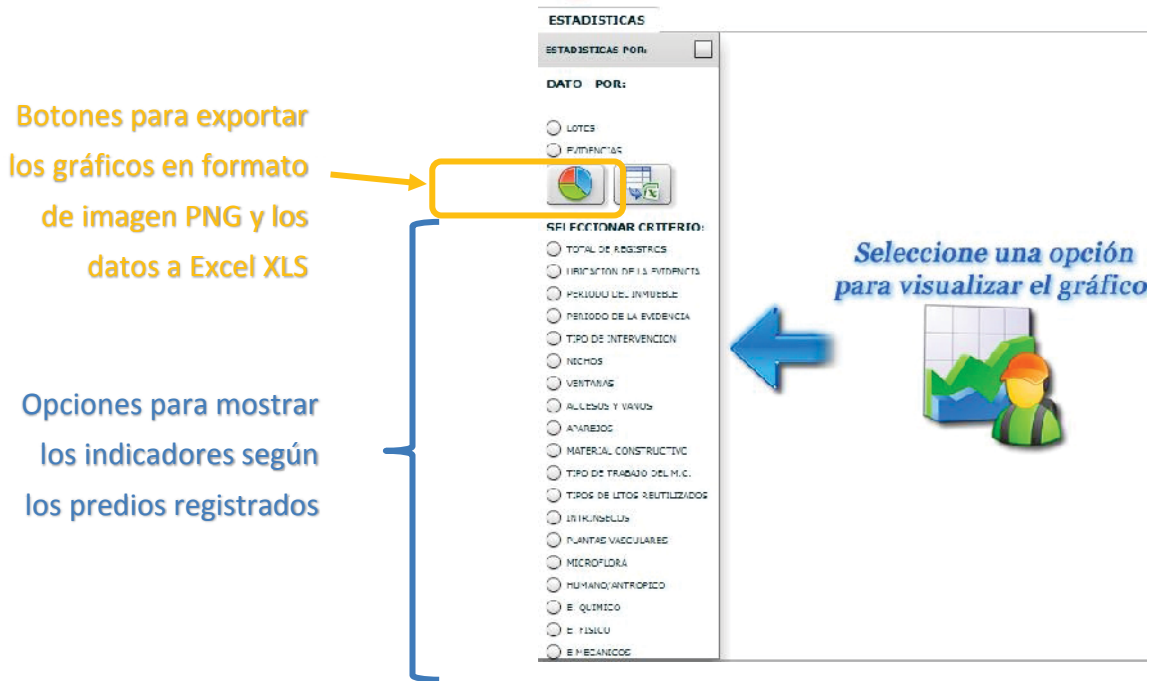 ESTADISTICAS
ESTADISTICAS POR:
DATO POR:
LOTES
EVIDENCIAS
Botones para exportar
los gráficos en formato
de imagen PNG y los
datos a Excel XLS
SELECCIONAR CRITERIO:
TOTAL DE REGISTROS
UBICACION DE LA EVIDENCIA
PERIODO DEL INMUEBLE
PERIODO DE LA EVIDENCIA
TIPO DE INTERVENCION
NICHOS
VENTANAS
ACCESOS Y VANOS
APAREJOS
MATERIAL CONSTRUCTIVO
TIPO DE TRABAJO DEL M.C.
TIPOS DE LITOS REUTILIZADOS
INTRINSECOS
PLANTAS VASCULARES
MICROFLORA
HUMANO/ANTROPICO
E QUIMICO
E FISICO
E MECANICOS
Opciones para mostrar
los indicadores según
los predios registrados
Seleccione una opción
para visualizar el gráfico